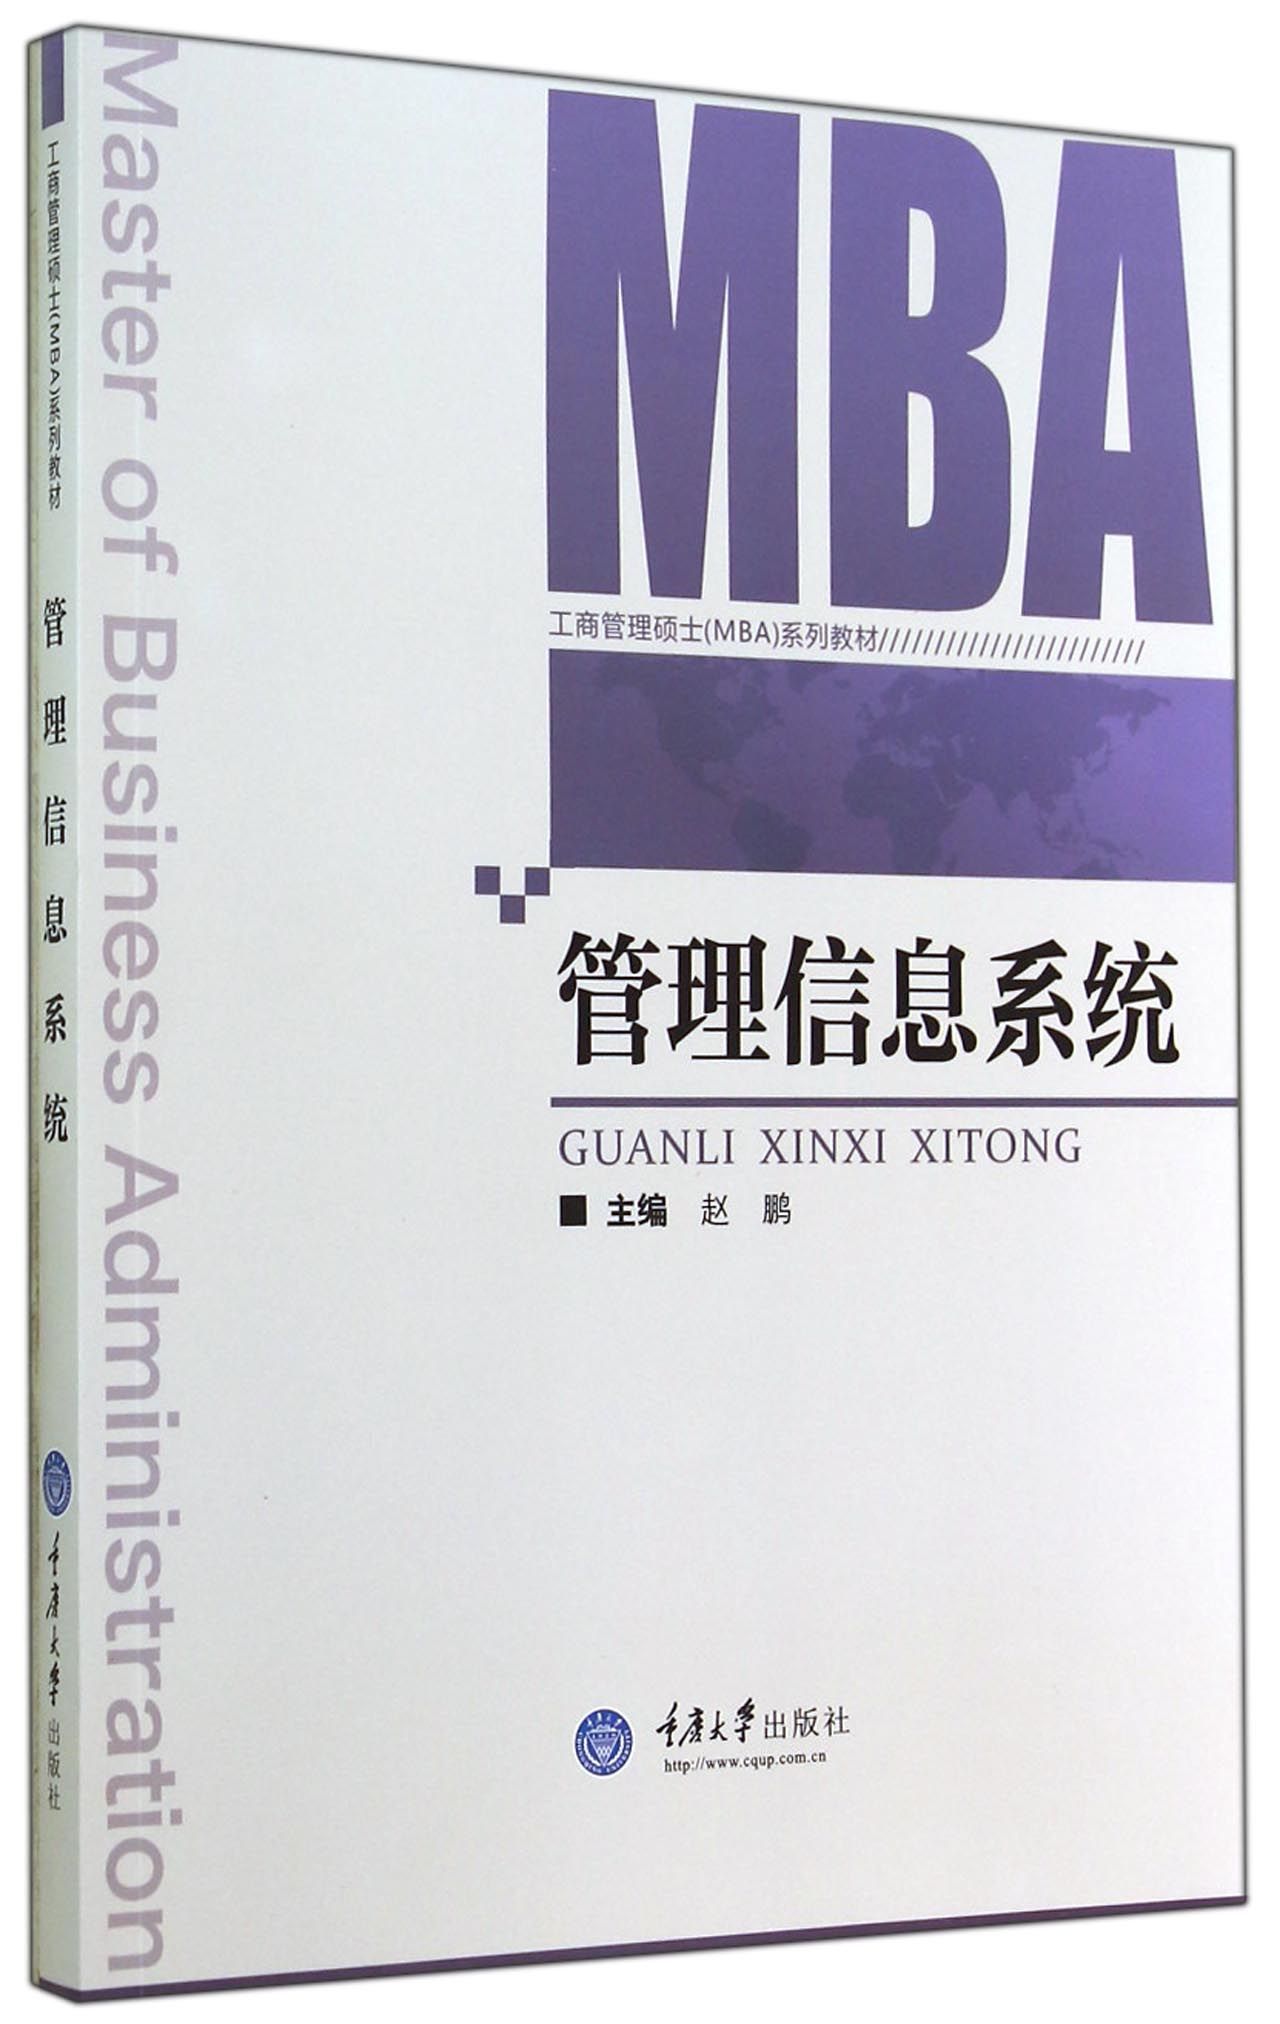 工商管理硕士(MBA)系列教材
管理信息系统
重庆大学出版社
Master of Business Administration
MBA
工商管理硕士(MBA)系列教材////////////////////////
管理信息系统
GUANLI XINXI XITONG
■ 主编 赵 鹏
重庆大学出版社
http://www.cqup.com.cn